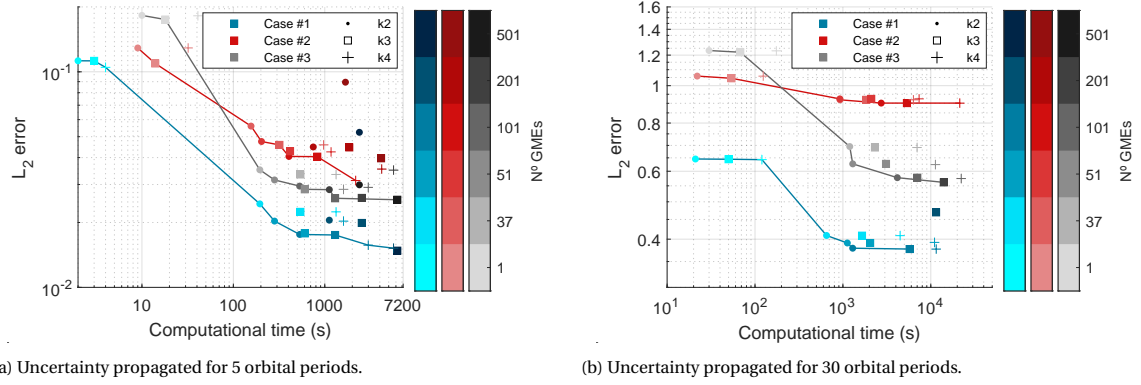 Case #1
Case #2
Case #3
k2
k3
k4
10⁻¹
10⁻²
L₂ error
10
100
1000
7200
Computational time (s)
501
201
101
51
37
1
Nº GMEs
a) Uncertainty propagated for 5 orbital periods.
Case #1
Case #2
Case #3
k2
k3
k4
1.6
1.4
1.2
1
0.8
0.6
0.4
L₂ error
10¹
10²
10³
10⁴
Computational time (s)
501
201
101
51
37
1
Nº GMEs
(b) Uncertainty propagated for 30 orbital periods.